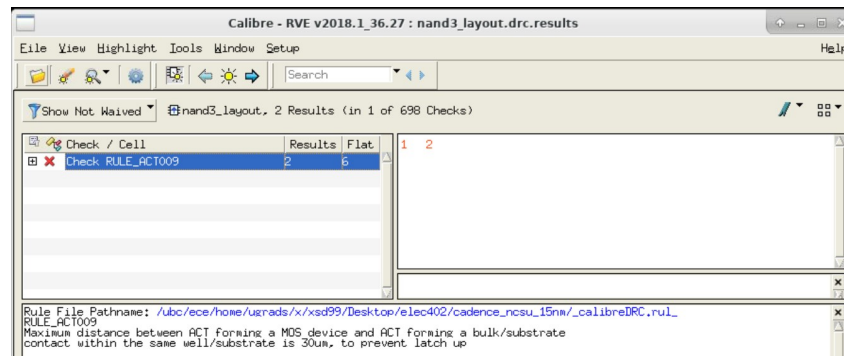 Calibre - RVE v2018.1_36.27 : nand3_layout.drc.results
File View Highlight Tools Window Setup Help
Search
Show Not Waived nand3_layout, 2 Results (in 1 of 698 Checks)
Check / Cell Results Flat
Check RULE_ACT009 2 6
1 2
Rule File Pathname: /ubc/ece/home/ugrads/x/xsd99/Desktop/elec402/cadence_ncsu_15nm/_calibreDRC.rul_
RULE_ACT009
Maximum distance between ACT forming a MOS device and ACT forming a bulk/substrate
contact within the same well/substrate is 30um, to prevent latch up